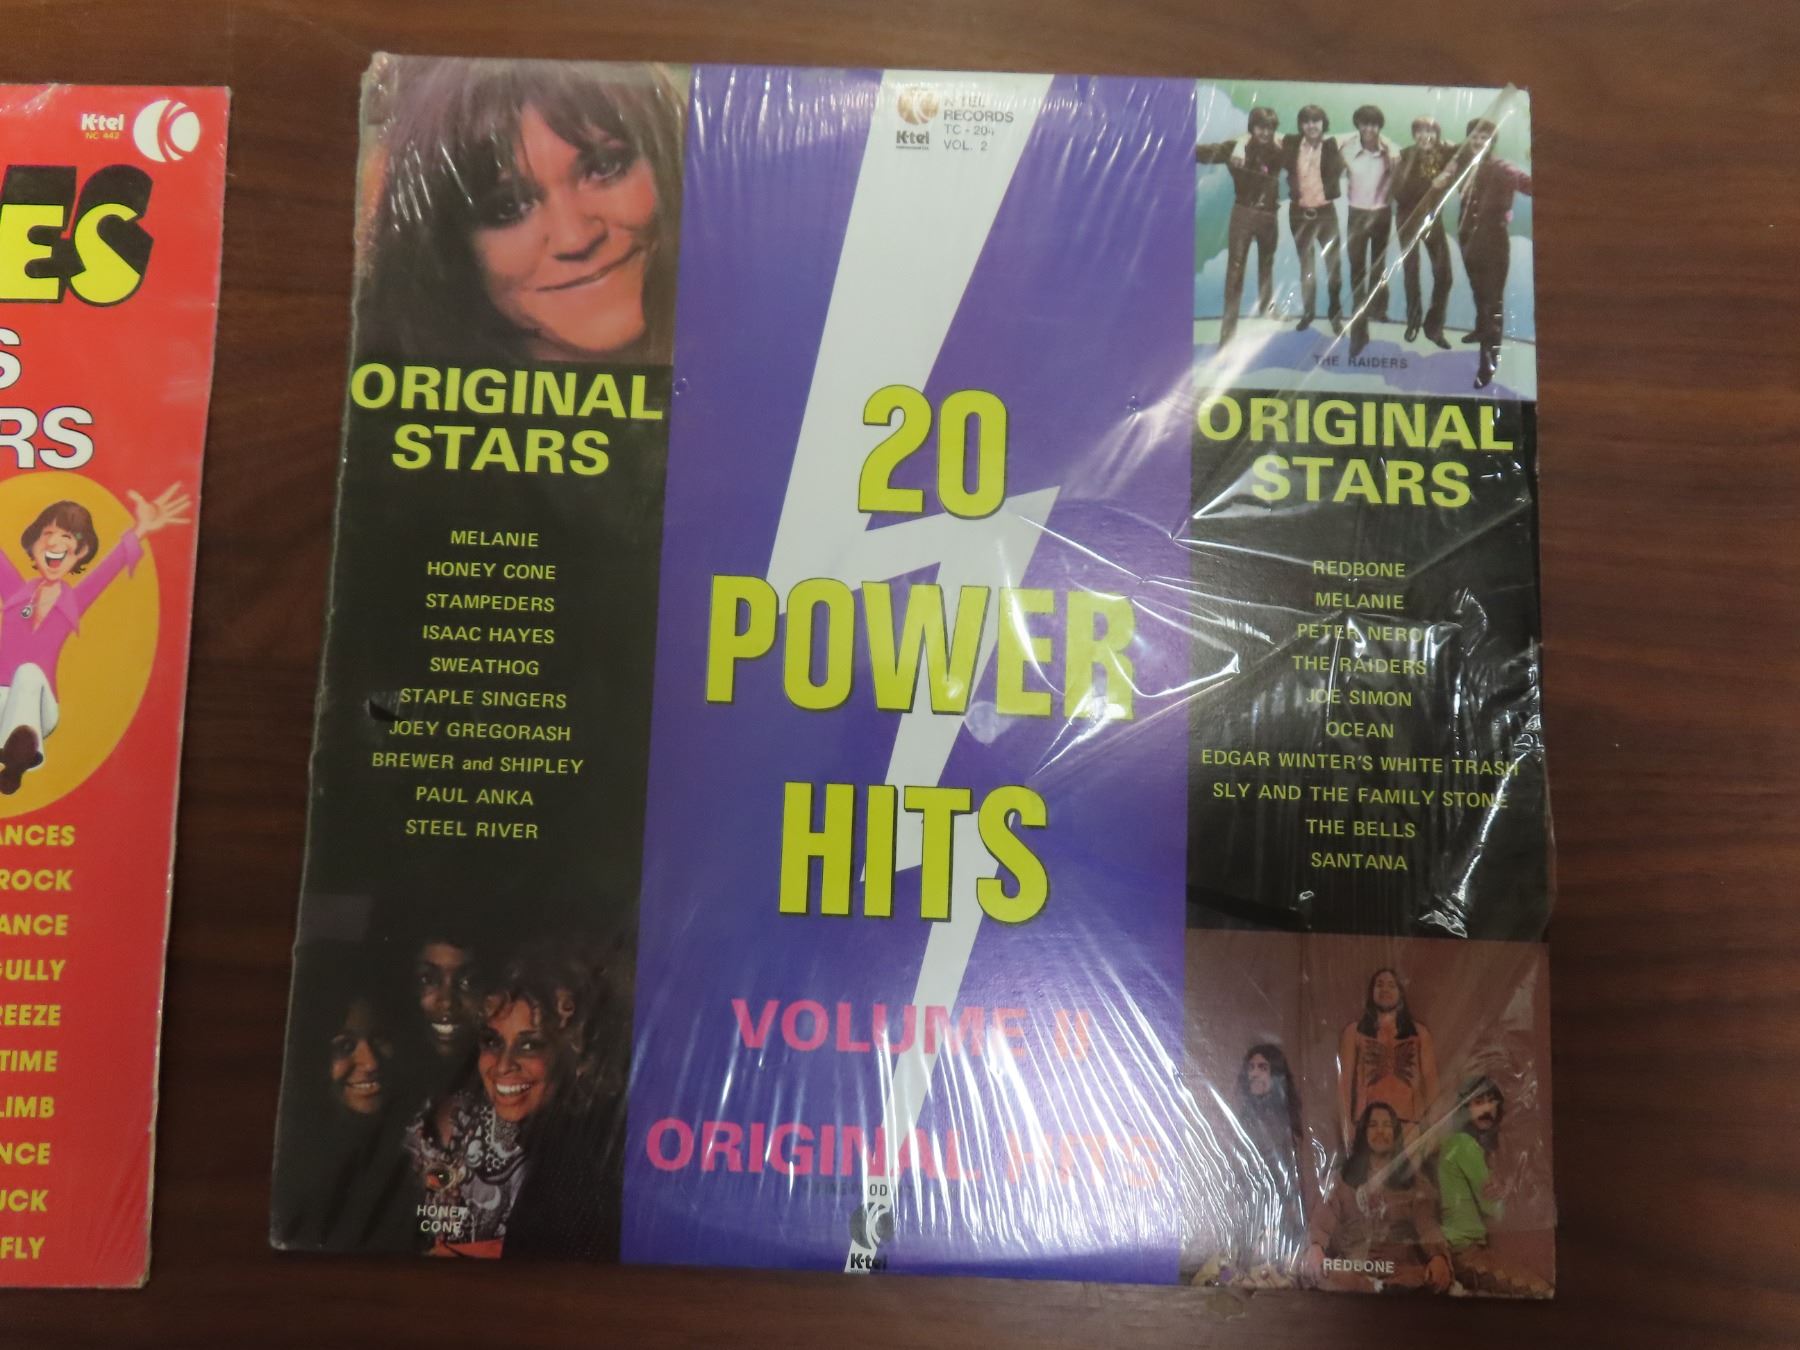 K-tel
NC 442
ES
S
RS
ANCES
ROCK
ANCE
GULLY
REEZE
TIME
LIMB
NCE
UCK
FLY
K-tel
K-TEL
RECORDS
TC - 204
VOL. 2
ORIGINAL
STARS
MELANIE
HONEY CONE
STAMPEDERS
ISAAC HAYES
SWEATHOG
STAPLE SINGERS
JOEY GREGORASH
BREWER and SHIPLEY
PAUL ANKA
STEEL RIVER
HONEY
CONE
20
POWER
HITS
VOLUME II
ORIGINAL HITS
K-tel
THE RAIDERS
ORIGINAL
STARS
REDBONE
MELANIE
PETER NERO
THE RAIDERS
JOE SIMON
OCEAN
EDGAR WINTER'S WHITE TRASH
SLY AND THE FAMILY STONE
THE BELLS
SANTANA
REDBONE